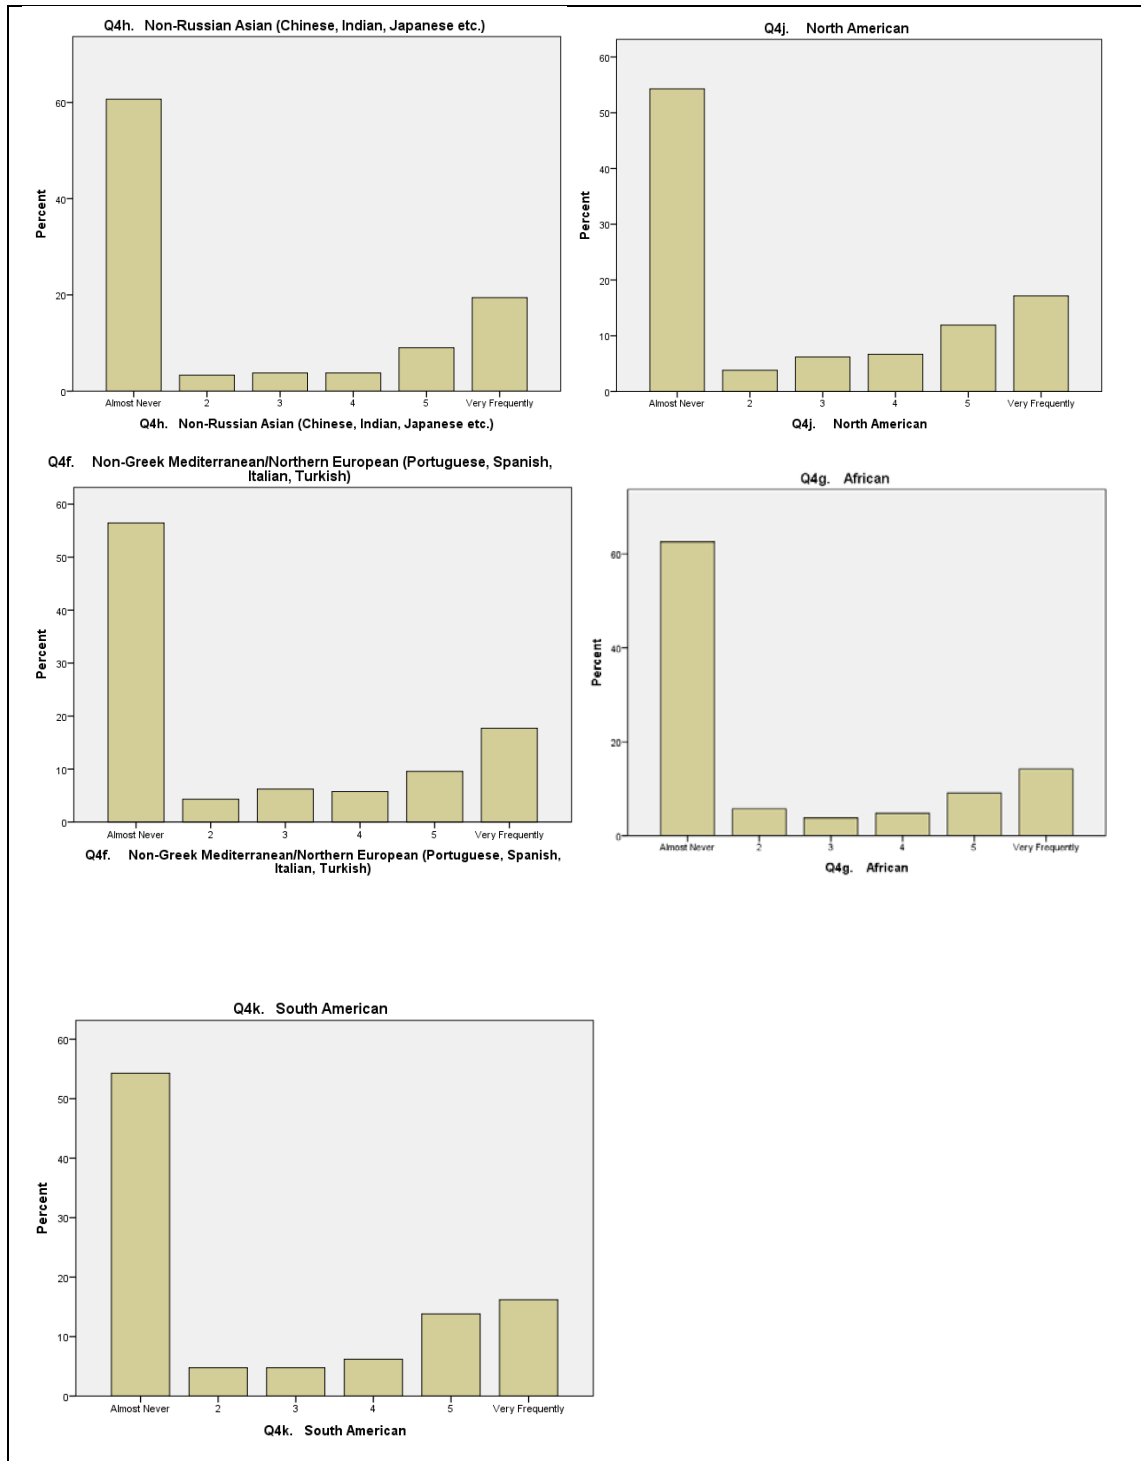 Q4h. Non-Russian Asian (Chinese, Indian, Japanese etc.)
Percent
60
40
20
0
Almost Never 2 3 4 5 Very Frequently
Q4h. Non-Russian Asian (Chinese, Indian, Japanese etc.)
Q4j. North American
Percent
60
50
40
30
20
10
0
Almost Never 2 3 4 5 Very Frequently
Q4j. North American
Q4f. Non-Greek Mediterranean/Northern European (Portuguese, Spanish,
Italian, Turkish)
Percent
60
50
40
30
20
10
0
Almost Never 2 3 4 5 Very Frequently
Q4f. Non-Greek Mediterranean/Northern European (Portuguese, Spanish,
Italian, Turkish)
Q4g. African
Percent
60
40
20
0
Almost Never 2 3 4 5 Very Frequently
Q4g. African
Q4k. South American
Percent
60
50
40
30
20
10
0
Almost Never 2 3 4 5 Very Frequently
Q4k. South American